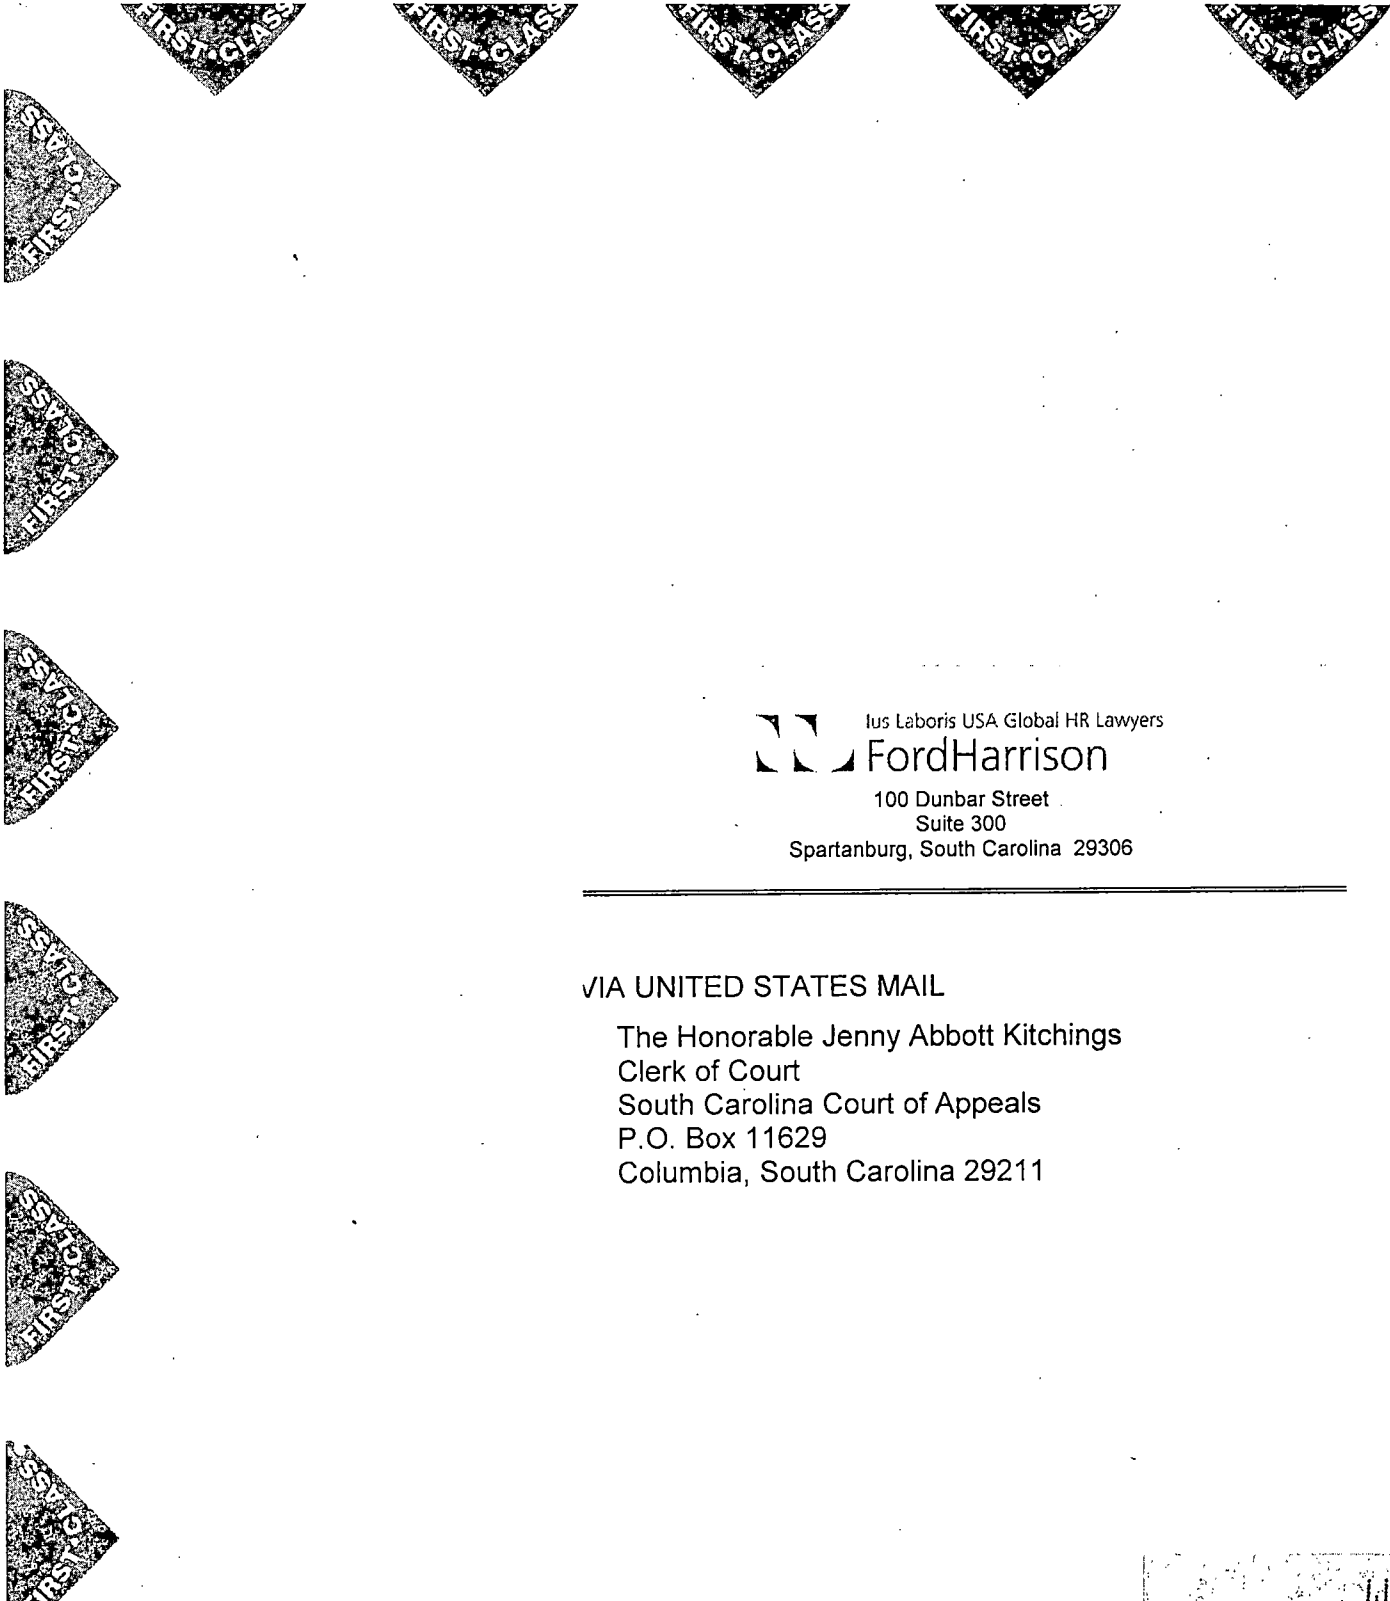 FIRST•CLASS
FIRST•CLASS
FIRST•CLASS
FIRST•CLASS
FIRST•CLASS
FIRST•CLASS
FIRST•CLASS
FIRST•CLASS
FIRST•CLASS
FIRST•CLASS
FIRST•CLASS
Ius Laboris USA Global HR Lawyers
FordHarrison
100 Dunbar Street
Suite 300
Spartanburg, South Carolina 29306
VIA UNITED STATES MAIL
The Honorable Jenny Abbott Kitchings
Clerk of Court
South Carolina Court of Appeals
P.O. Box 11629
Columbia, South Carolina 29211